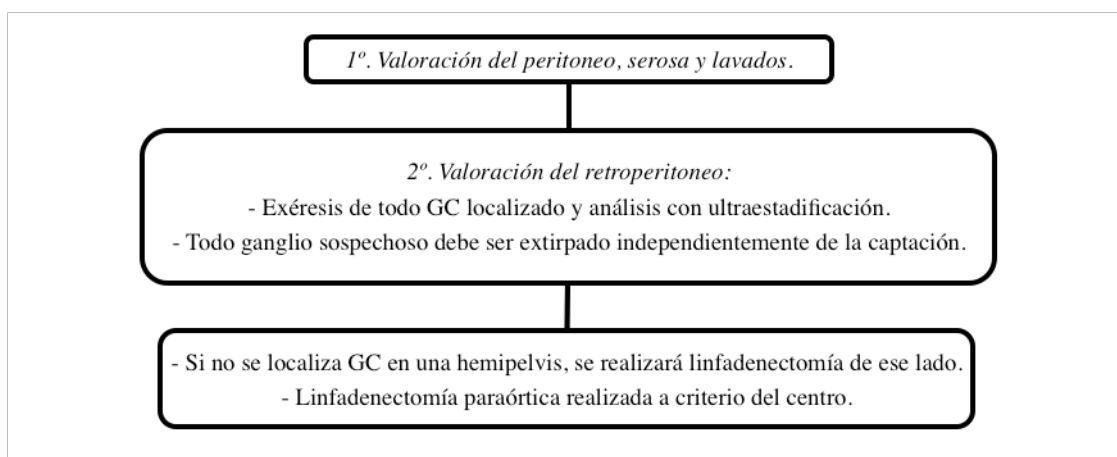 1º. Valoración del peritoneo, serosa y lavados.
2º. Valoración del retroperitoneo:
- Exéresis de todo GC localizado y análisis con ultraestadificación.
- Todo ganglio sospechoso debe ser extirpado independientemente de la captación.
- Si no se localiza GC en una hemipelvis, se realizará linfadenectomía de ese lado.
- Linfadenectomía paraórtica realizada a criterio del centro.